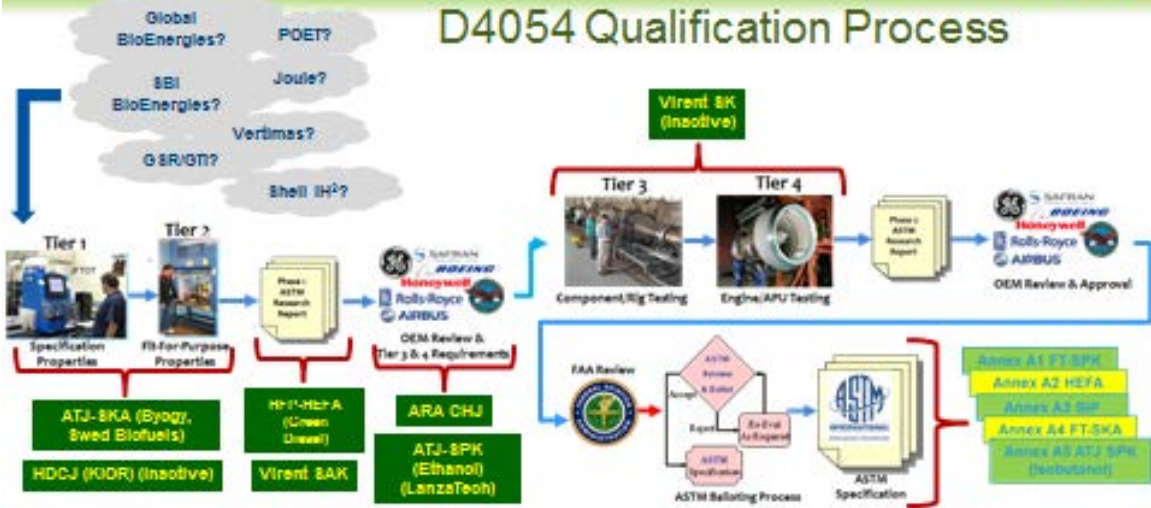 D4054 Qualification Process
Global
BioEnergies?
POET?
SBI
BioEnergies?
Joule?
Vertimas?
GSR/GTI?
Shell IH²?
Tier 1
Specification
Properties
Tier 2
Fit-For-Purpose
Properties
Phase 1
ASTM
Research
Report
SAFRAN
BOEING
Honeywell
Rolls-Royce
AIRBUS
OEM Review &
Tier 3 & 4 Requirements
Virent SK
(Inactive)
Tier 3
Component/Rig Testing
Tier 4
Engine/APU Testing
Phase 2
ASTM
Research
Report
SAFRAN
BOEING
Honeywell
Rolls-Royce
AIRBUS
OEM Review & Approval
ATJ-SKA (Byogy,
Swed Biofuels)
HDCJ (KIOR) (Inactive)
HFP-HEFA
(Green
Diesel)
Virent SAK
ARA CHJ
ATJ-SPK
(Ethanol)
(LanzaTech)
FAA Review
ASTM
Review
& Ballot
Accept
Reject
Re-Eval
As Required
ASTM
Specification
ASTM Balloting Process
ASTM
INTERNATIONAL
ASTM
Specification
Annex A1 FT-SPK
Annex A2 HEFA
Annex A3 SIP
Annex A4 FT-SKA
Annex A5 ATJ SPK
(Isobutanol)